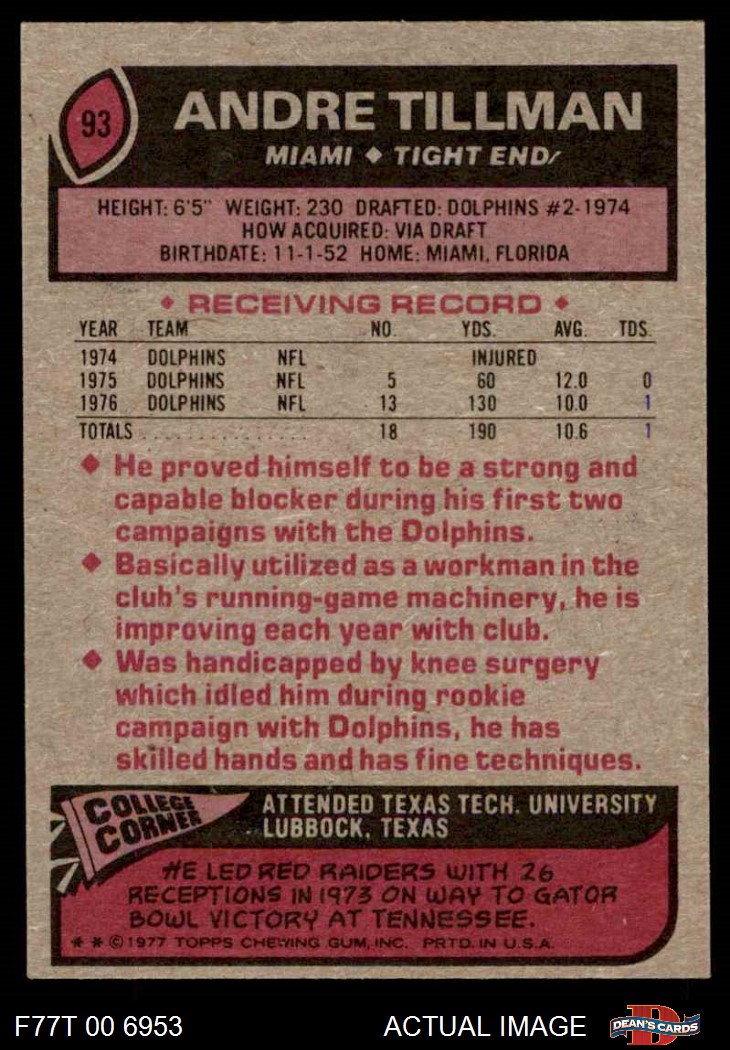 93
ANDRE TILLMAN
MIAMI ◆ TIGHT END
HEIGHT: 6'5" WEIGHT: 230 DRAFTED: DOLPHINS #2-1974
HOW ACQUIRED: VIA DRAFT
BIRTHDATE: 11-1-52 HOME: MIAMI, FLORIDA
◆ RECEIVING RECORD ◆
YEAR TEAM NO. YDS. AVG. TDS.
1974 DOLPHINS NFL INJURED
1975 DOLPHINS NFL 5 60 12.0 0
1976 DOLPHINS NFL 13 130 10.0 1
TOTALS . . . . . . . . . . . . . . . 18 190 10.6 1
◆ He proved himself to be a strong and
capable blocker during his first two
campaigns with the Dolphins.
◆ Basically utilized as a workman in the
club's running-game machinery, he is
improving each year with club.
◆ Was handicapped by knee surgery
which idled him during rookie
campaign with Dolphins, he has
skilled hands and has fine techniques.
COLLEGE
CORNER
ATTENDED TEXAS TECH. UNIVERSITY
LUBBOCK, TEXAS
HE LED RED RAIDERS WITH 26
RECEPTIONS IN 1973 ON WAY TO GATOR
BOWL VICTORY AT TENNESSEE.
* * © 1977 TOPPS CHEWING GUM, INC. PRTD. IN U.S.A.
F77T 00 6953 ACTUAL IMAGE
D
DEAN'S CARDS